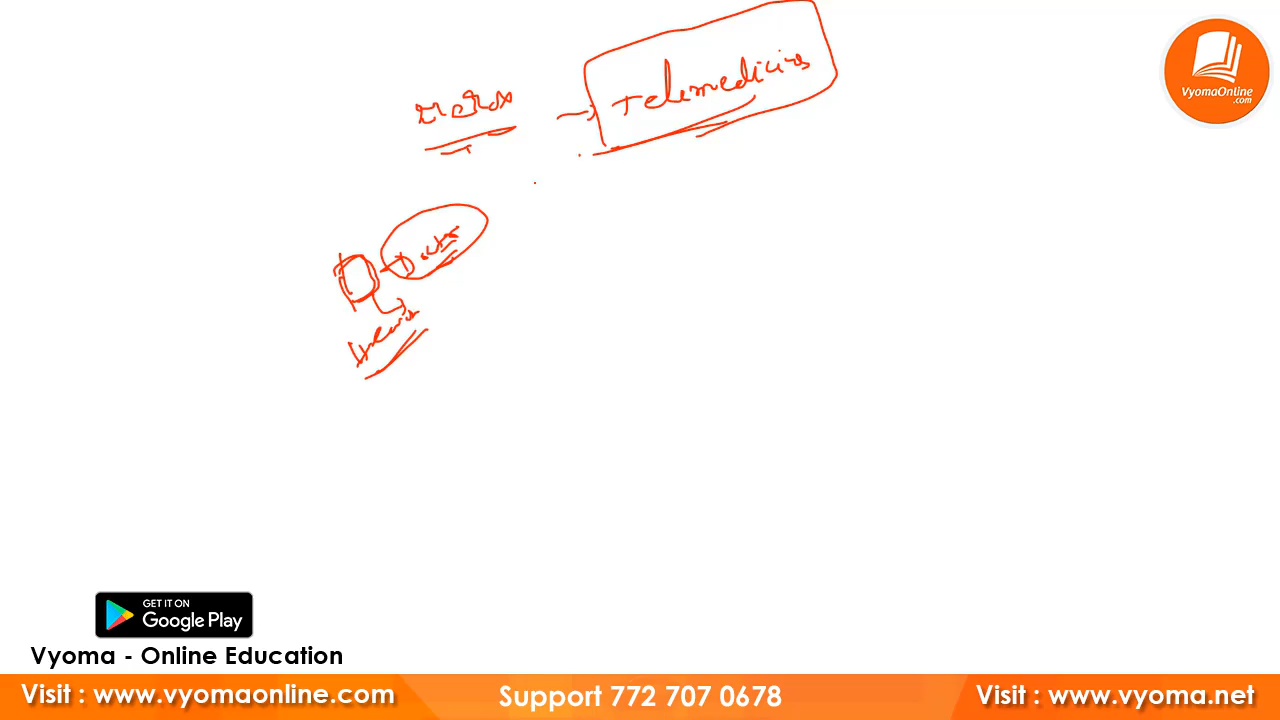 Telemedicine
Doctor
VyomaOnline
.com
GET IT ON
Google Play
Vyoma - Online Education
Visit : www.vyomaonline.com
Support 772 707 0678
Visit : www.vyoma.net